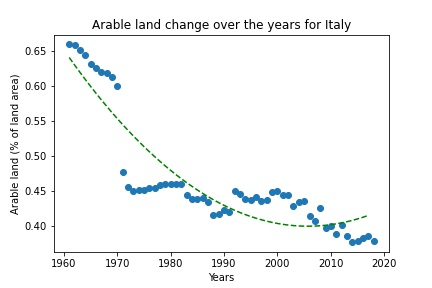 Arable land change over the years for Italy
Arable land (% of land area)
0.65
0.60
0.55
0.50
0.45
0.40
1960 1970 1980 1990 2000 2010 2020
Years